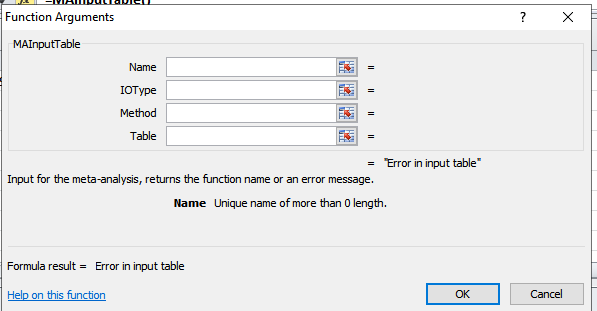 =MAInputTable()
Function Arguments ? ×
MAInputTable
Name =
IOType =
Method =
Table =
= "Error in input table"
Input for the meta-analysis, returns the function name or an error message.
Name Unique name of more than 0 length.
Formula result = Error in input table
Help on this function
OK Cancel